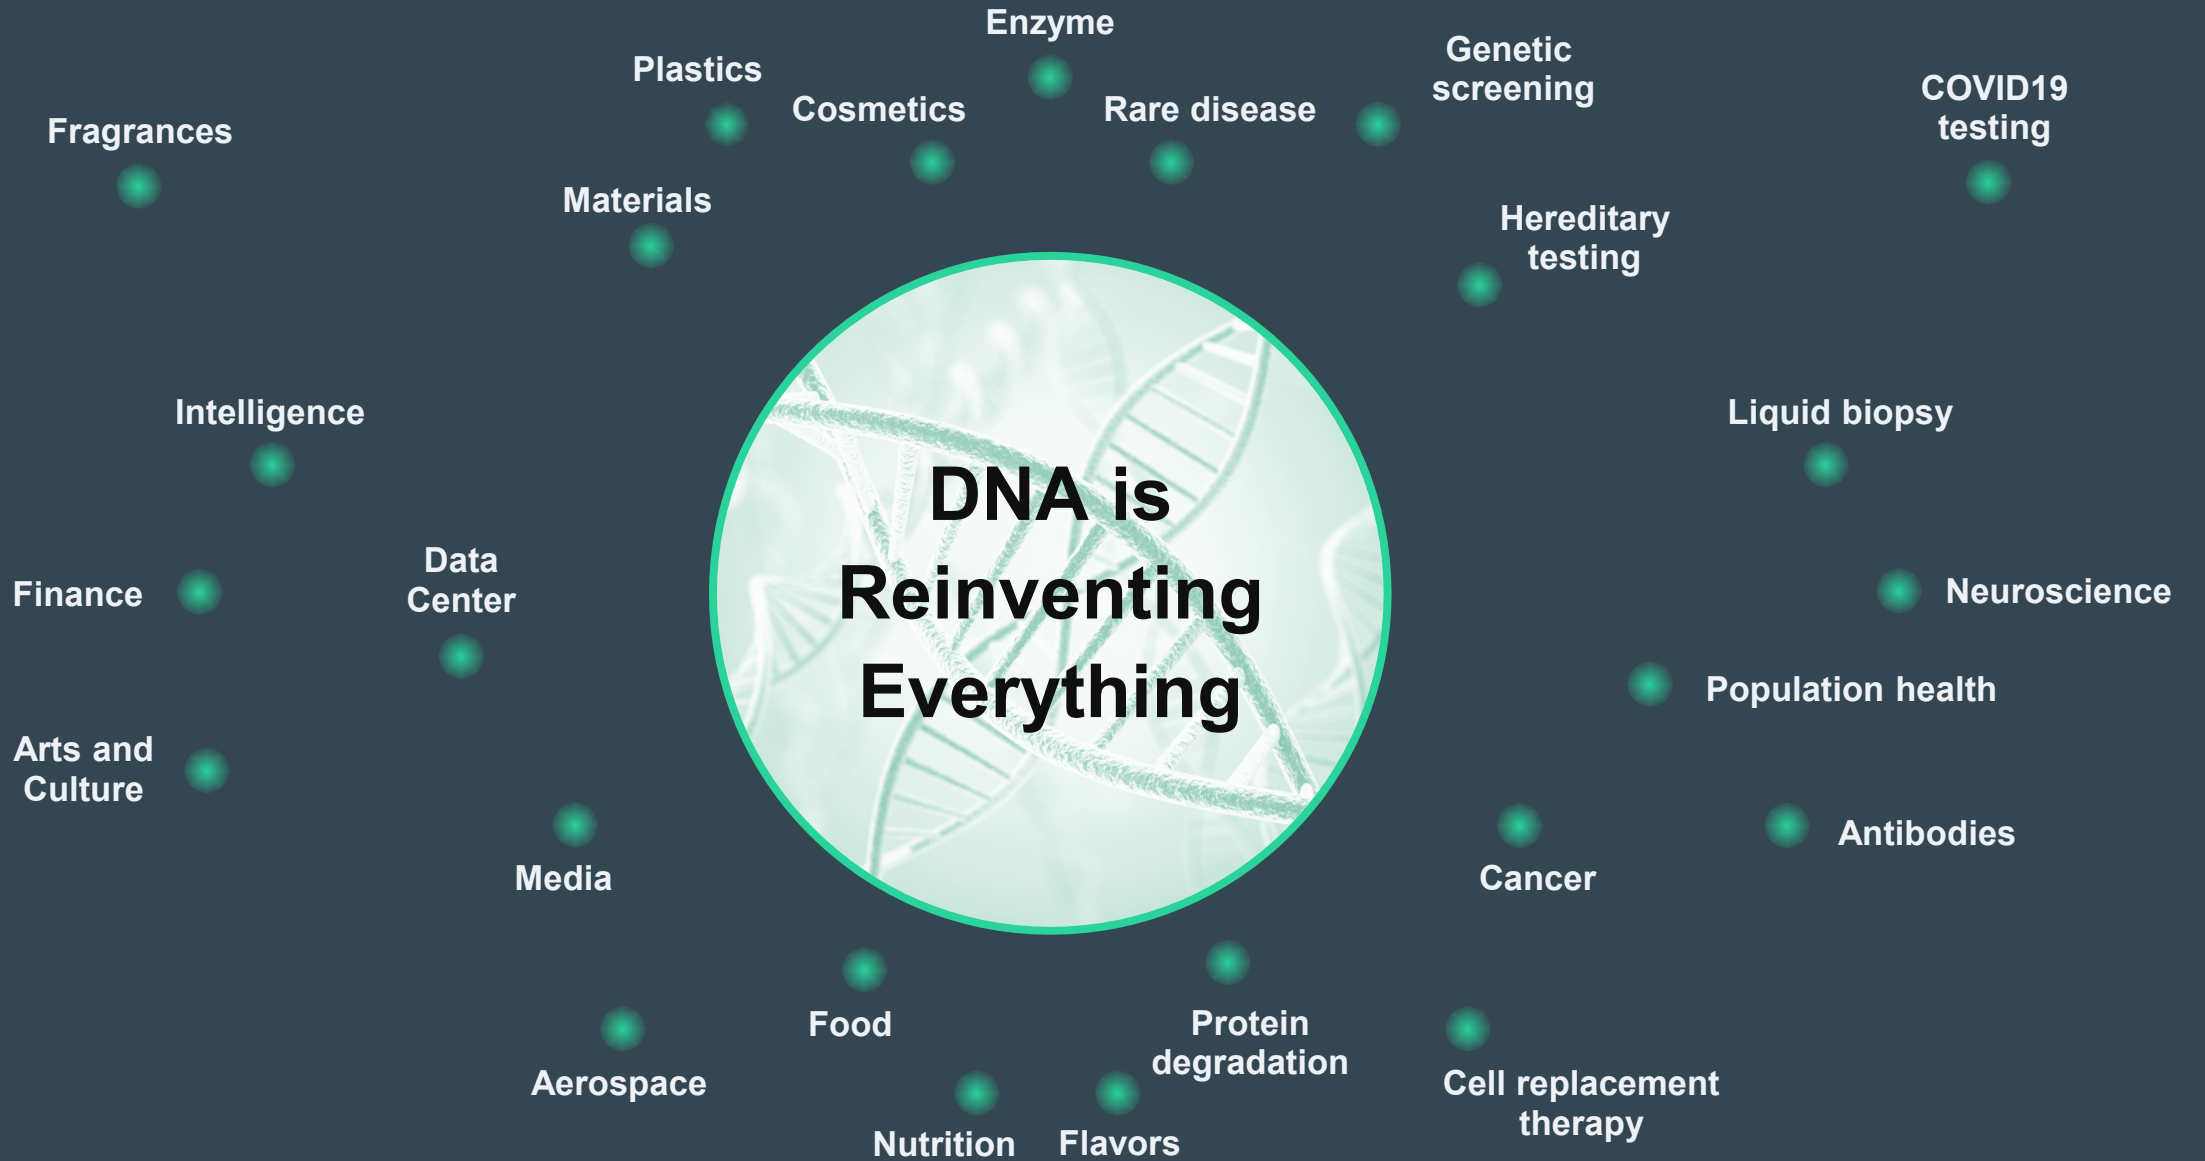 Enzyme
Plastics
Genetic
screening
Cosmetics
Rare disease
COVID19
testing
Fragrances
Materials
Hereditary
testing
Intelligence
Liquid biopsy
DNA is
Reinventing
Everything
Data
Center
Finance
Neuroscience
Population health
Arts and
Culture
Media
Cancer
Antibodies
Food
Protein
degradation
Aerospace
Cell replacement
therapy
Nutrition
Flavors